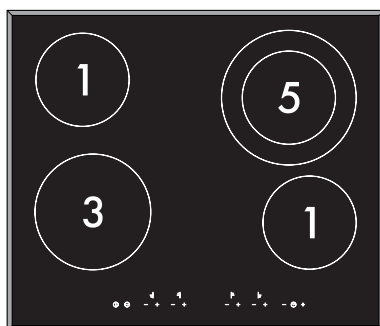 1 5
3 1
- + - + - + - + - +